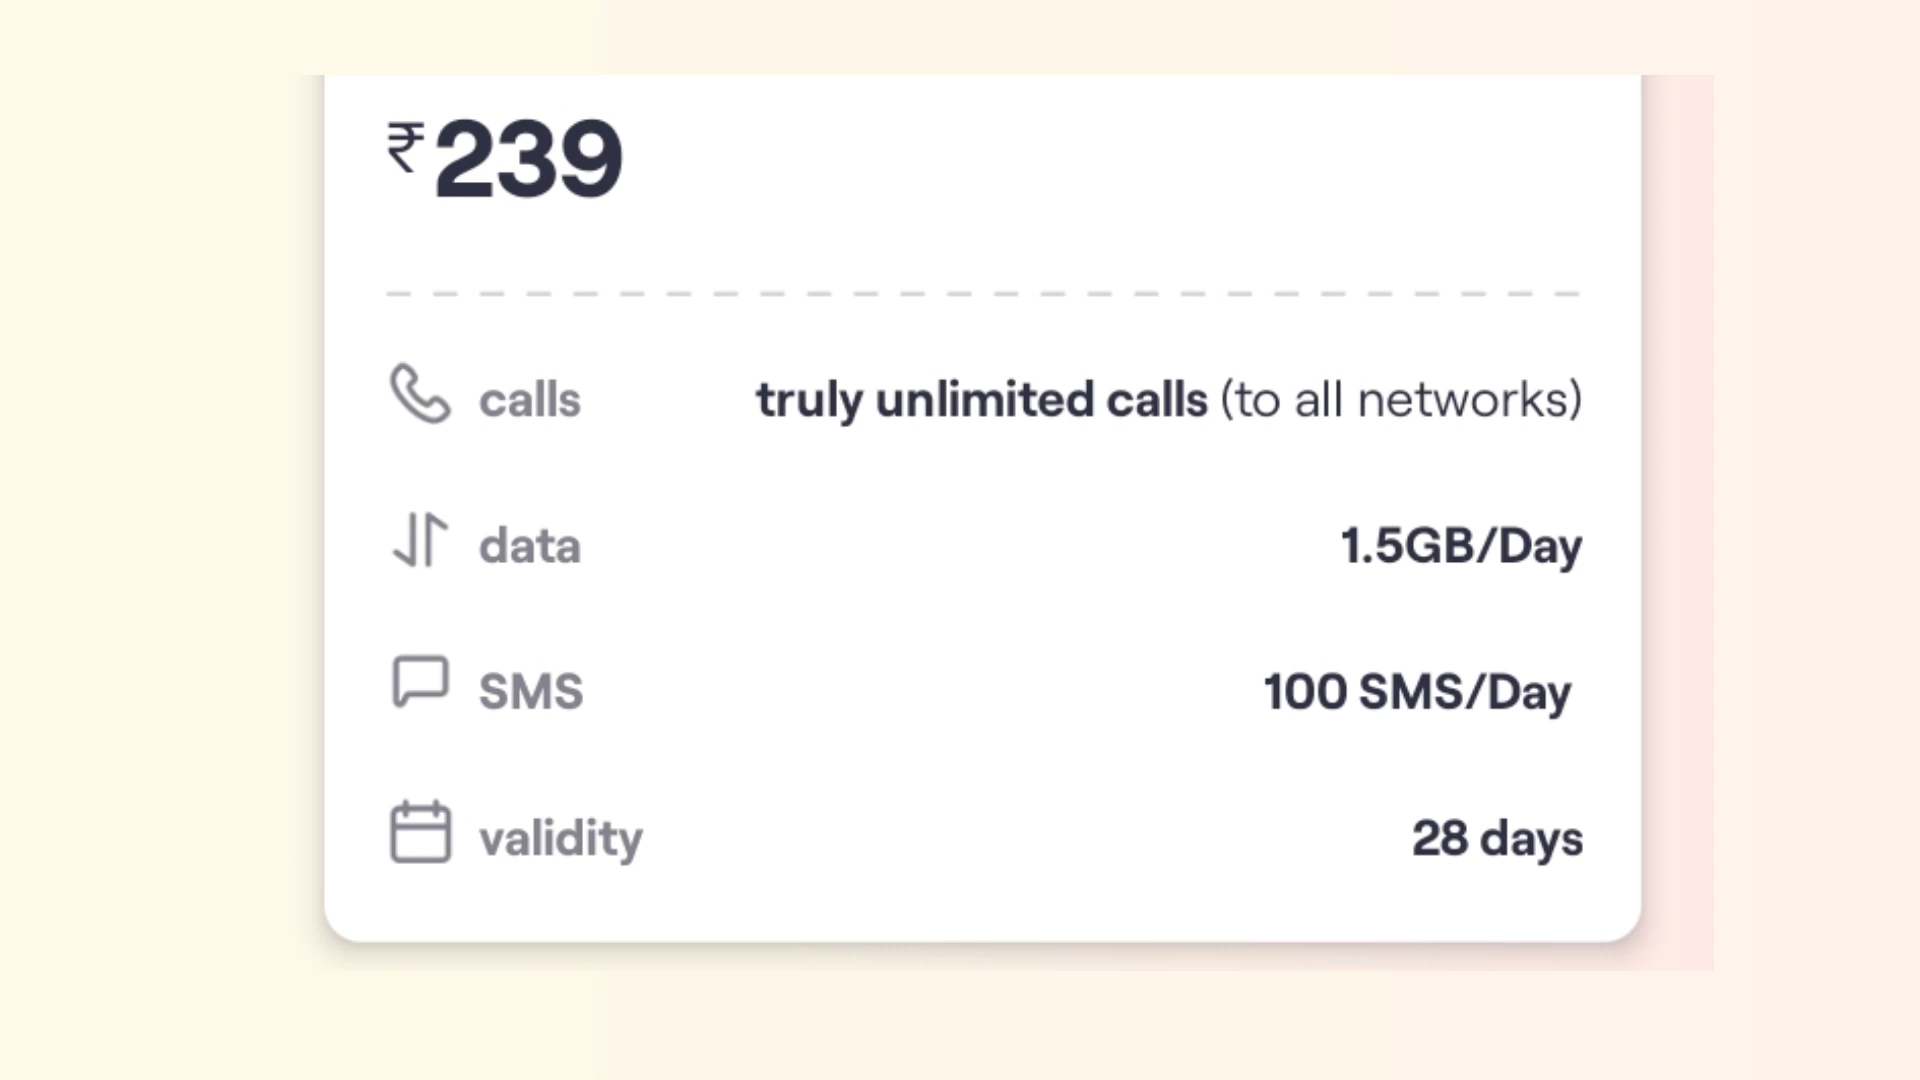 ₹239
calls truly unlimited calls (to all networks)
data 1.5GB/Day
SMS 100 SMS/Day
validity 28 days